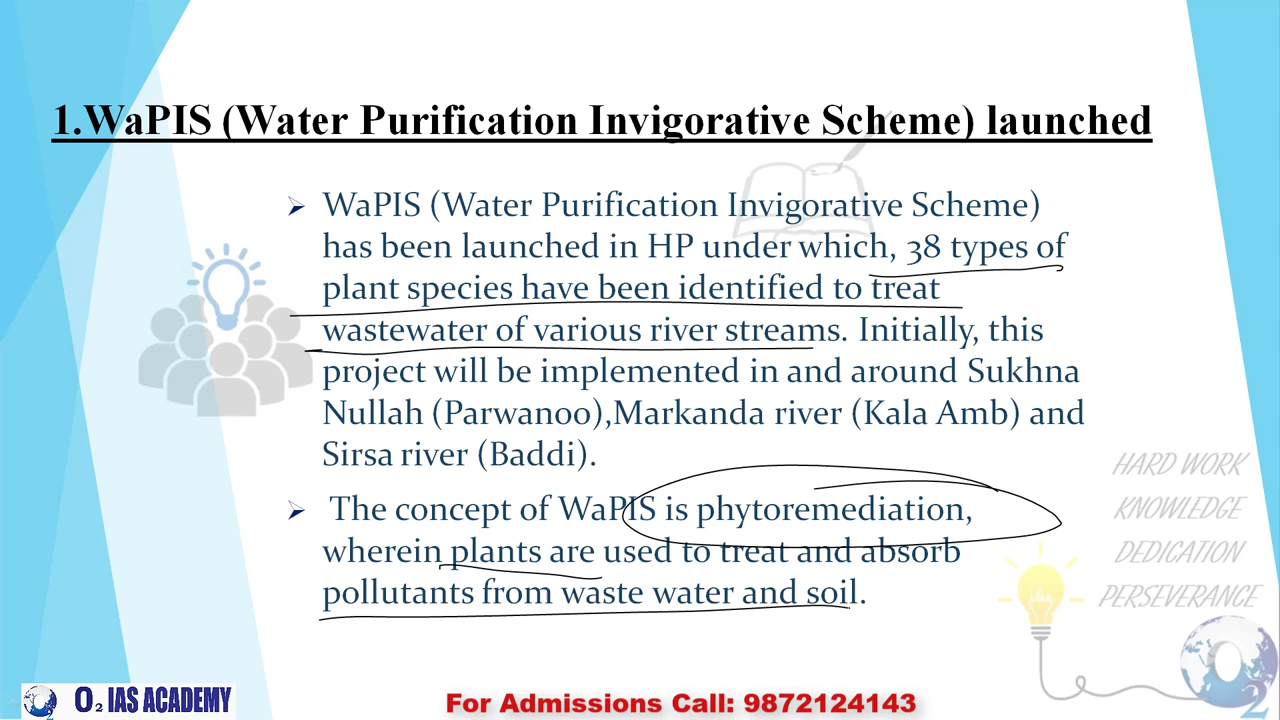 1.WaPIS (Water Purification Invigorative Scheme) launched
➢ WaPIS (Water Purification Invigorative Scheme)
has been launched in HP under which, 38 types of
plant species have been identified to treat
wastewater of various river streams. Initially, this
project will be implemented in and around Sukhna
Nullah (Parwanoo),Markanda river (Kala Amb) and
Sirsa river (Baddi).
➢ The concept of WaPIS is phytoremediation,
wherein plants are used to treat and absorb
pollutants from waste water and soil.
HARD WORK
KNOWLEDGE
DEDICATION
PERSEVERANCE
idea
O2
O2 O₂ IAS ACADEMY
For Admissions Call: 9872124143